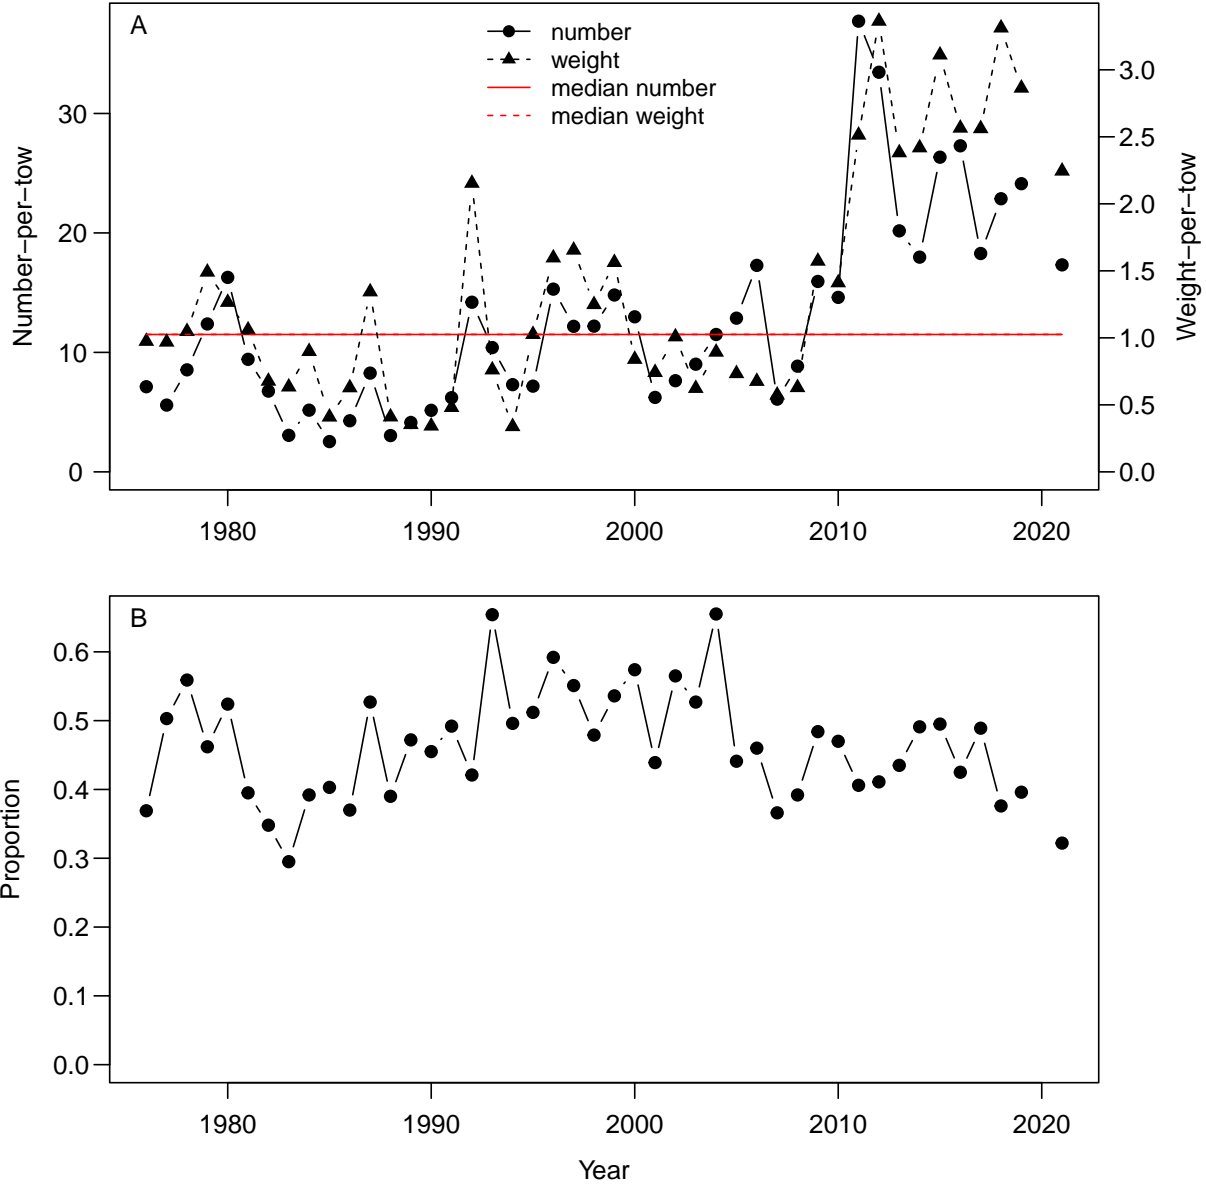 A
number
weight
median number
median weight
Number−per−tow
30
20
10
0
3.0
2.5
2.0
1.5
1.0
0.5
0.0
Weight−per−tow
1980 1990 2000 2010 2020
B
Proportion
0.6
0.5
0.4
0.3
0.2
0.1
0.0
1980 1990 2000 2010 2020
Year